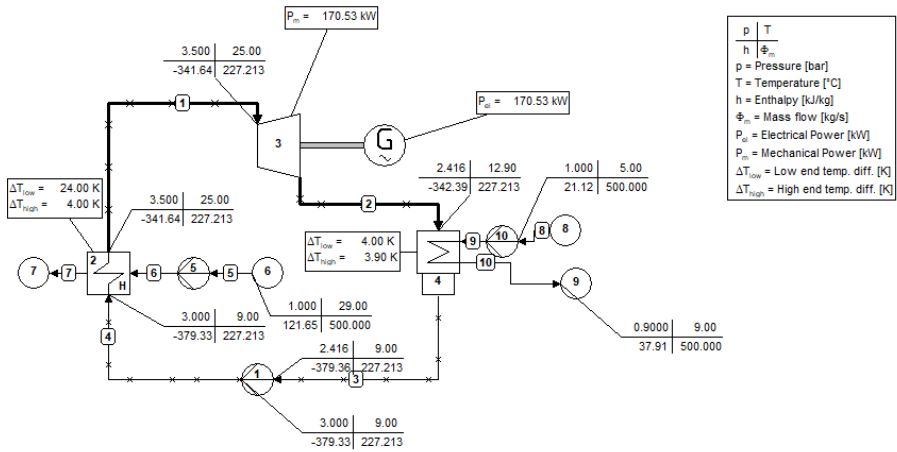 Pm = 170.53 kW
p T
h Φm
p = Pressure [bar]
T = Temperature [°C]
h = Enthalpy [kJ/kg]
Φm = Mass flow [kg/s]
Pel = Electrical Power [kW]
Pm = Mechanical Power [kW]
ΔTlow = Low end temp. diff. [K]
ΔThigh = High end temp. diff. [K]
3.500 25.00
-341.64 227.213
1
Pel = 170.53 kW
3
G
~
2.416 12.90
-342.39 227.213
1.000 5.00
21.12 500.000
ΔTlow = 24.00 K
ΔThigh = 4.00 K
3.500 25.00
-341.64 227.213
2
ΔTlow = 4.00 K
ΔThigh = 3.90 K
9
10
8
8
10
4
9
2
H
7
7
6
5
5
6
1.000 29.00
121.65 500.000
3.000 9.00
-379.33 227.213
4
0.9000 9.00
37.91 500.000
2.416 9.00
-379.36 227.213
1
3
3.000 9.00
-379.33 227.213